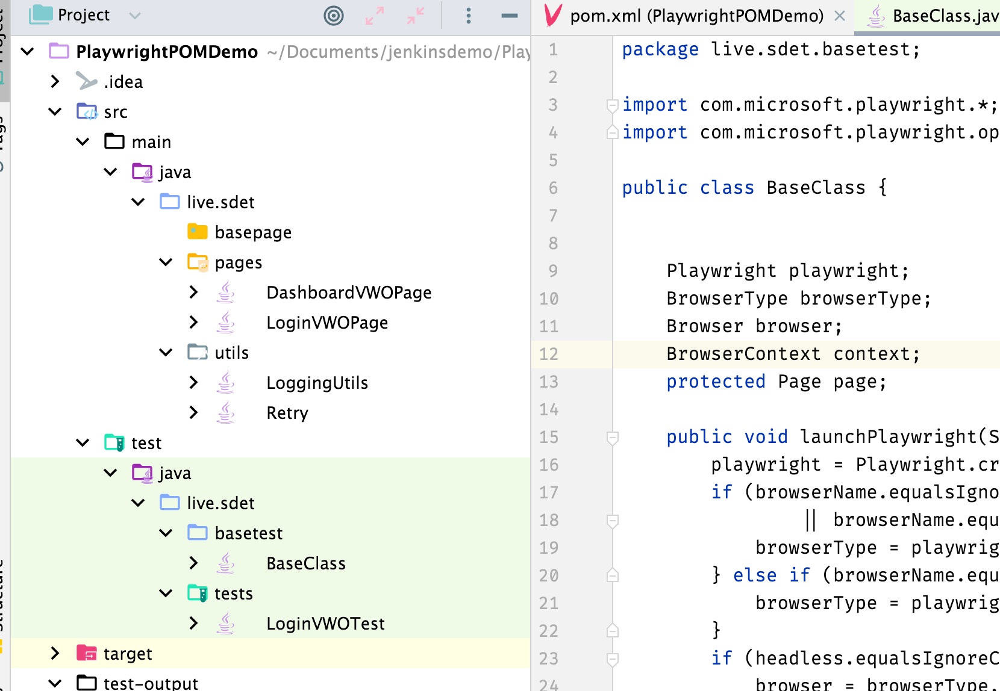 Project
PlaywrightPOMDemo ~/Documents/jenkinsdemo/Play
.idea
src
main
java
live.sdet
basepage
pages
DashboardVWOPage
LoginVWOPage
utils
LoggingUtils
Retry
test
java
live.sdet
basetest
BaseClass
tests
LoginVWOTest
target
test-output
pom.xml (PlaywrightPOMDemo)
BaseClass.jav
1 package live.sdet.basetest;
2
3 import com.microsoft.playwright.*;
4 import com.microsoft.playwright.op
5
6 public class BaseClass {
7
8
9 Playwright playwright;
10 BrowserType browserType;
11 Browser browser;
12 BrowserContext context;
13 protected Page page;
14
15 public void launchPlaywright(S
16 playwright = Playwright.cr
17 if (browserName.equalsIgno
18 || browserName.equ
19 browserType = playwrig
20 } else if (browserName.equ
21 browserType = playwrig
22 }
23 if (headless.equalsIgnoreC
24 browser = browserType.